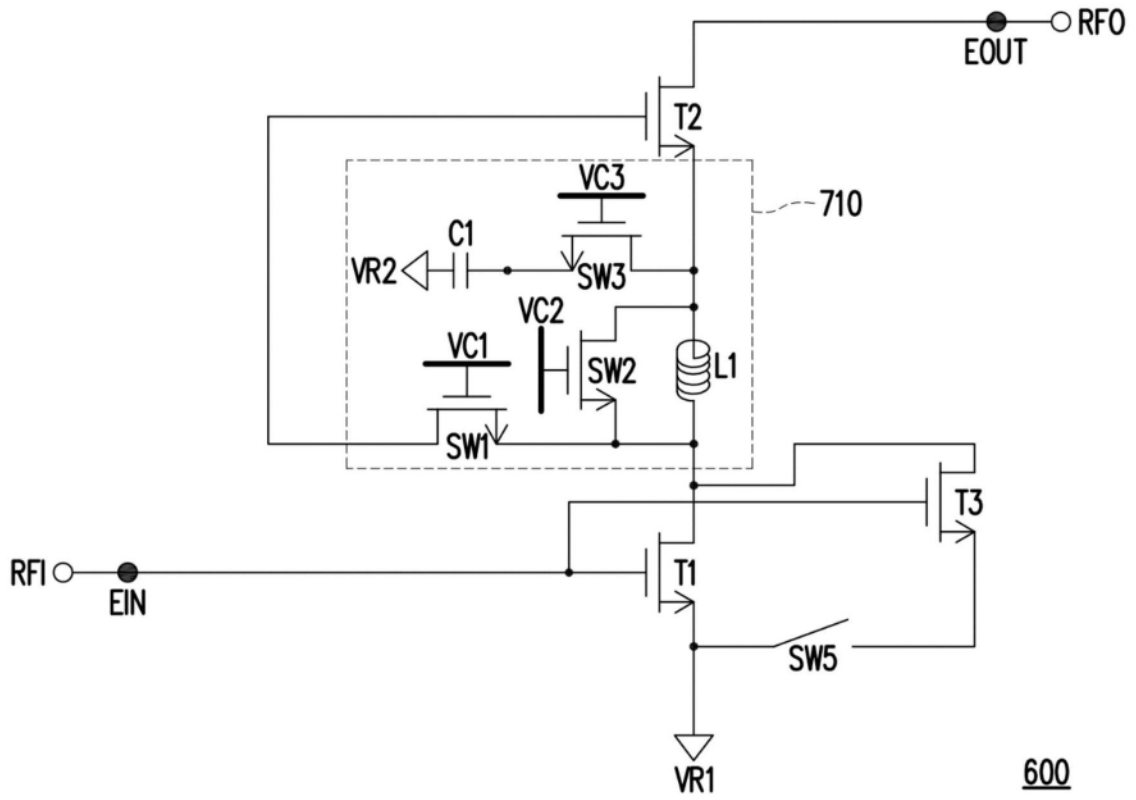 RFO
EOUT
T2
VC3
710
C1
VR2
SW3
VC2
VC1
SW2
L1
SW1
T3
RFI
T1
EIN
SW5
VR1
600